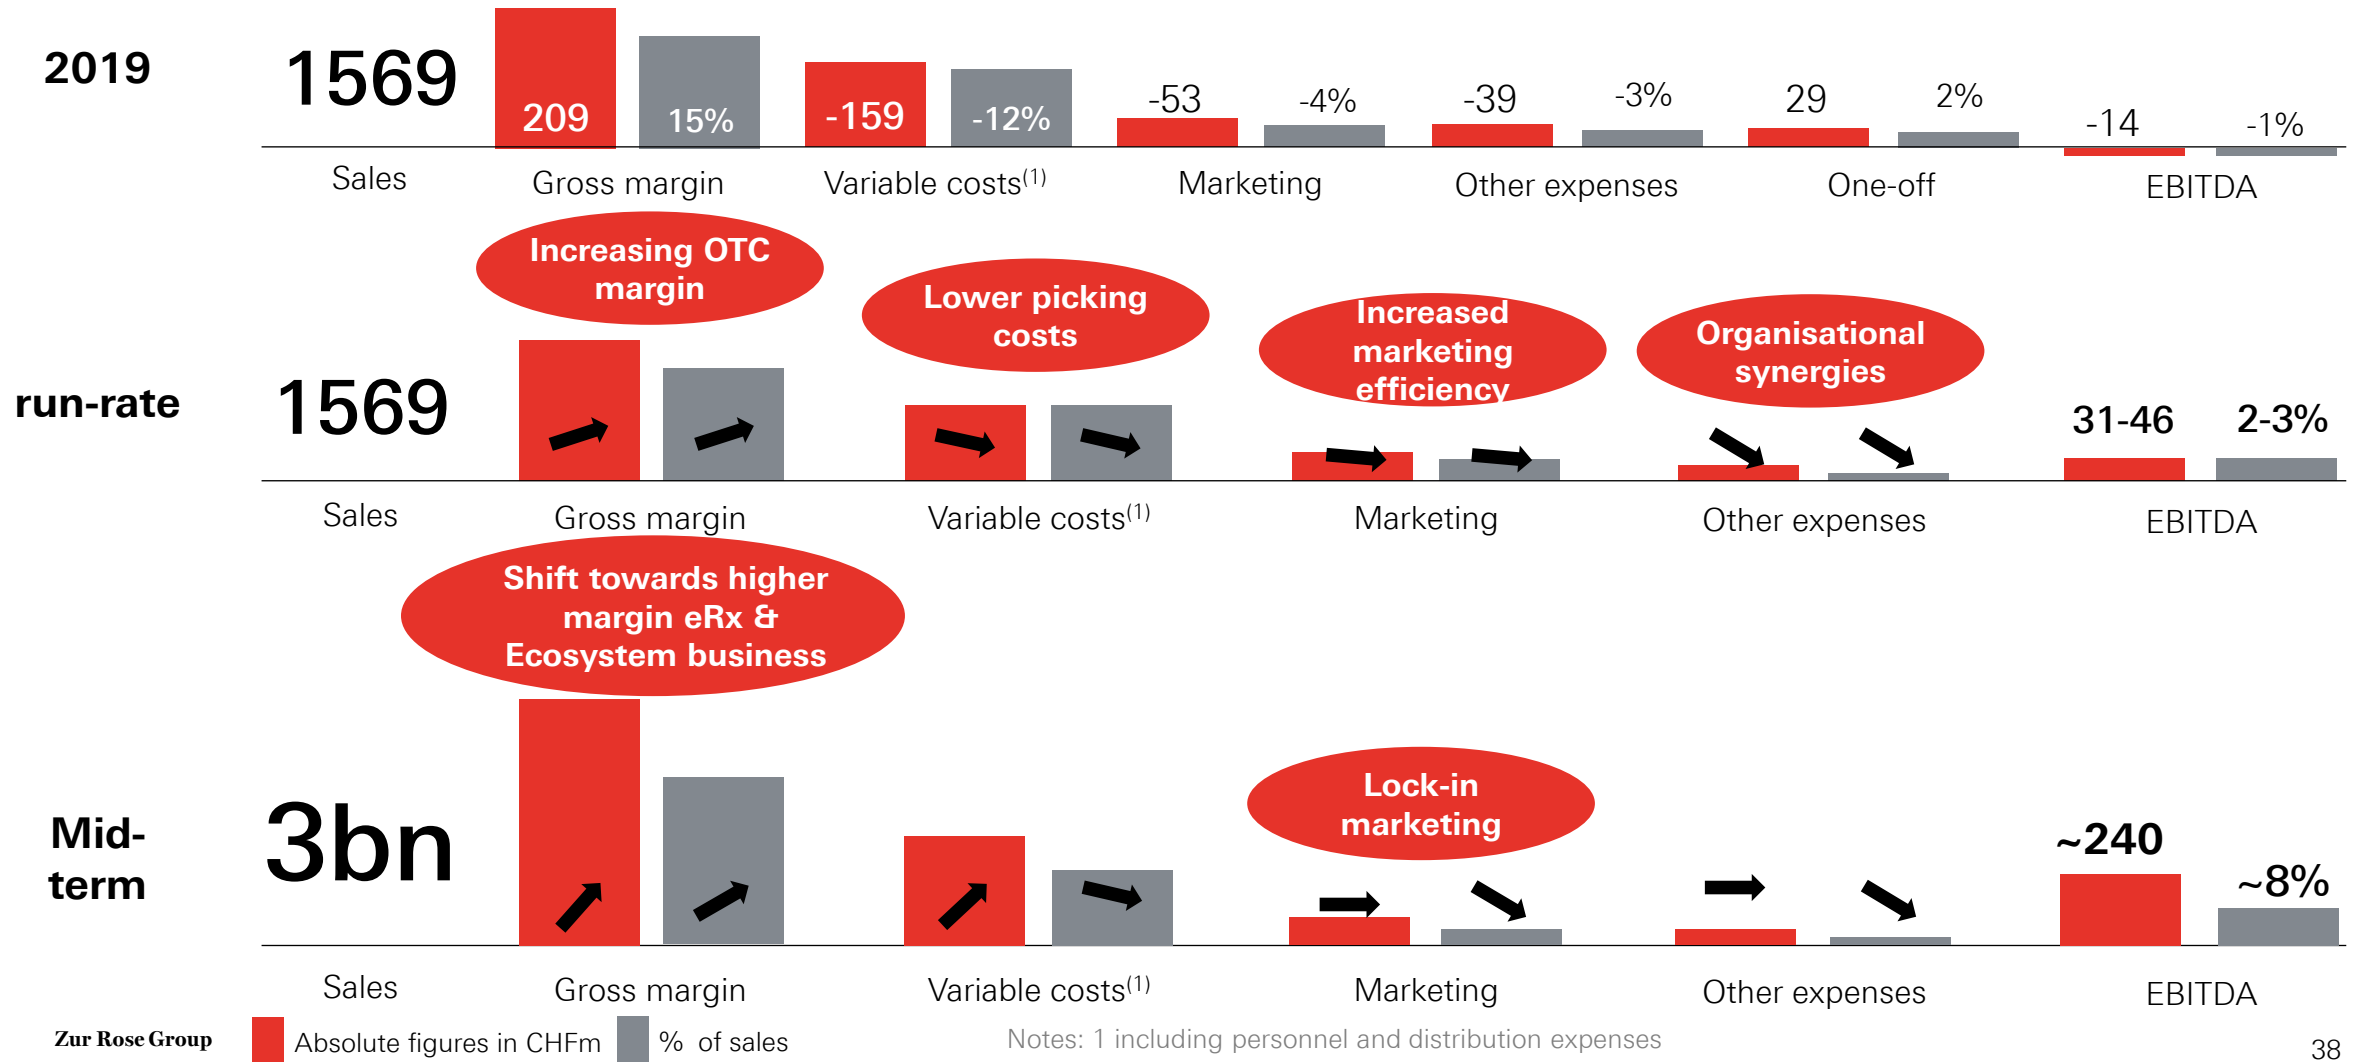 2019
1569
209
15%
-159
-12%
-53
-4%
-39
-3%
29
2%
-14
-1%
Sales
Gross margin
Variable costs(1)
Marketing
Other expenses
One-off
EBITDA
Increasing OTC
margin
Lower picking
costs
Increased
marketing
efficiency
Organisational
synergies
run-rate
1569
31-46
2-3%
Sales
Gross margin
Variable costs(1)
Marketing
Other expenses
EBITDA
Shift towards higher
margin eRx &
Ecosystem business
Lock-in
marketing
Mid-
term
3bn
~240
~8%
Sales
Gross margin
Variable costs(1)
Marketing
Other expenses
EBITDA
Zur Rose Group
Absolute figures in CHFm
% of sales
Notes: 1 including personnel and distribution expenses
38